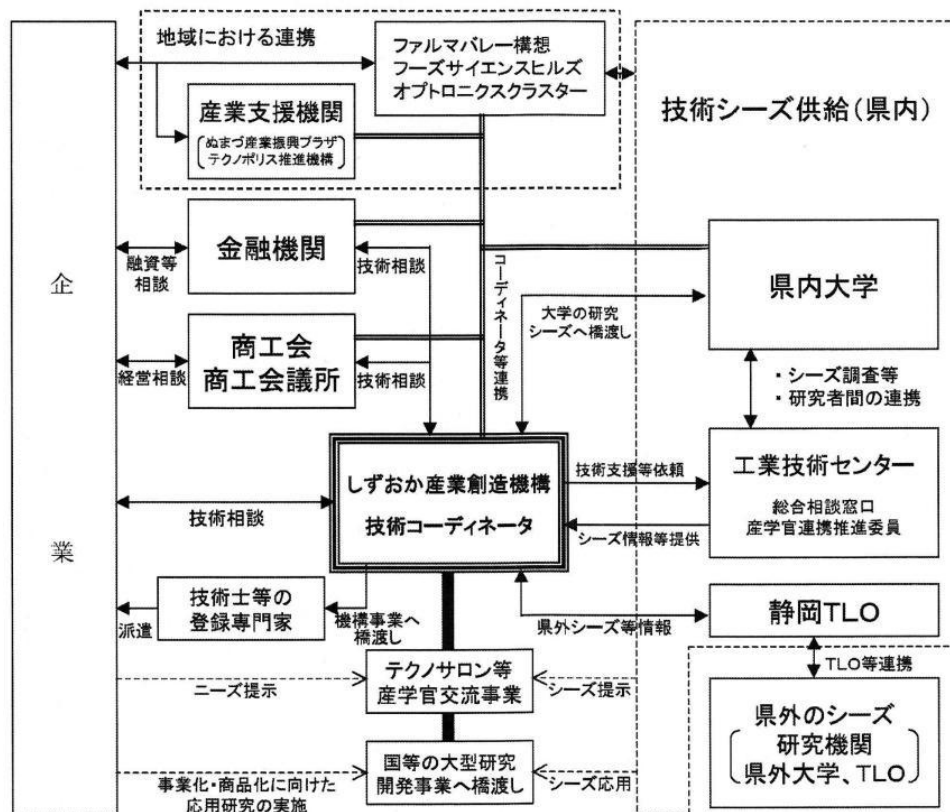 地域における連携
ファルマバレー構想
フーズサイエンスヒルズ
オプトロニクスクラスター
産業支援機関
ぬまづ産業振興プラザ
テクノポリス推進機構
技術シーズ供給(県内)
企
業
金融機関
融資等
相談
技術相談
商工会
商工会議所
経営相談
技術相談
コーディネータ等連携
大学の研究
シーズへ橋渡し
県内大学
・シーズ調査等
・研究者間の連携
しずおか産業創造機構
技術コーディネータ
技術相談
技術支援等依頼
シーズ情報等提供
工業技術センター
総合相談窓口
産学官連携推進委員
技術士等の
登録専門家
派遣
機構事業へ
橋渡し
県外シーズ等情報
静岡TLO
TLO等連携
テクノサロン等
産学官交流事業
ニーズ提示
シーズ提示
国等の大型研究
開発事業へ橋渡し
事業化・商品化に向けた
応用研究の実施
シーズ応用
県外のシーズ
研究機関
県外大学、TLO